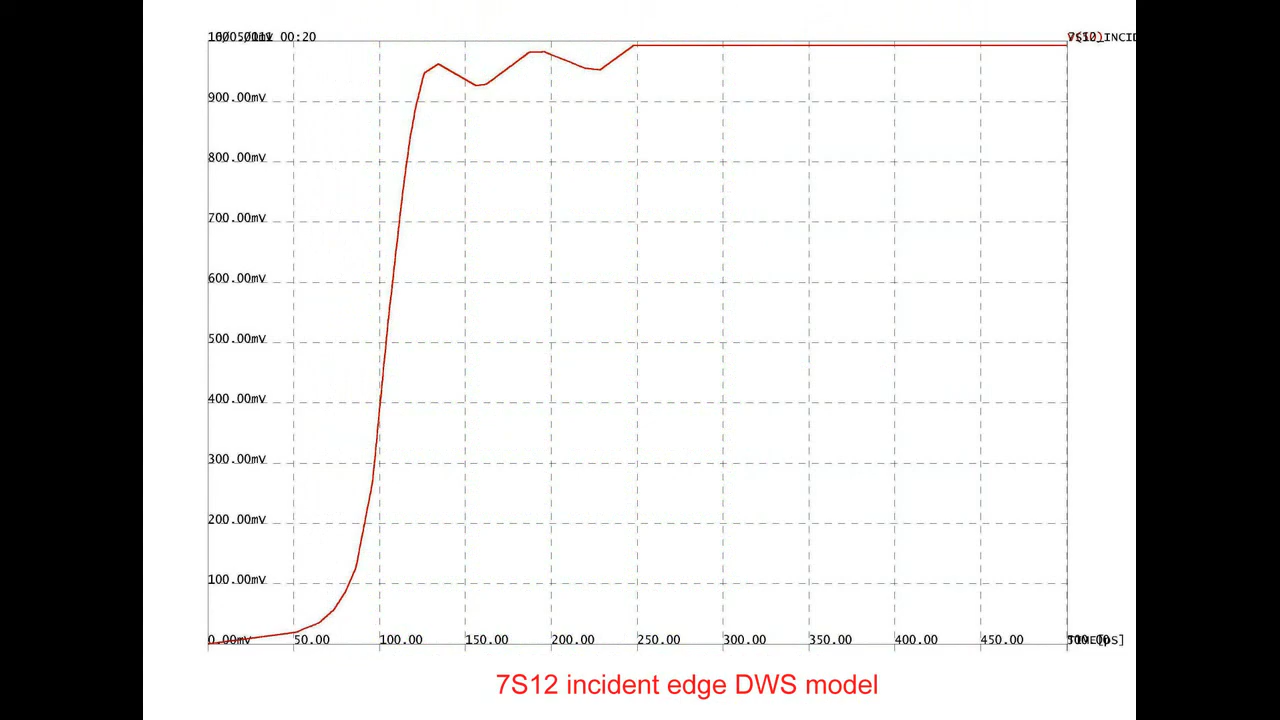 00:20
900.00mV
800.00mV
700.00mV
600.00mV
500.00mV
400.00mV
300.00mV
200.00mV
100.00mV
0.00mV 50.00 100.00 150.00 200.00 250.00 300.00 350.00 400.00 450.00
7S12 incident edge DWS model